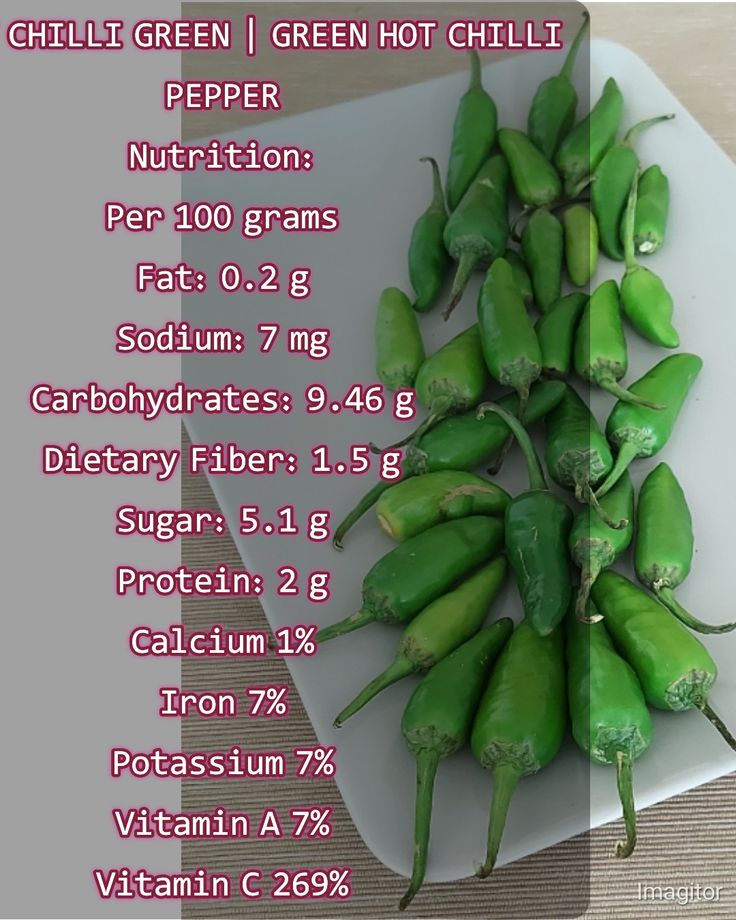 CHILLI GREEN | GREEN HOT CHILLI
PEPPER
Nutrition:
Per 100 grams
Fat: 0.2 g
Sodium: 7 mg
Carbohydrates: 9.46 g
Dietary Fiber: 1.5 g
Sugar: 5.1 g
Protein: 2 g
Calcium 1%
Iron 7%
Potassium 7%
Vitamin A 7%
Vitamin C 269%
Imagitor